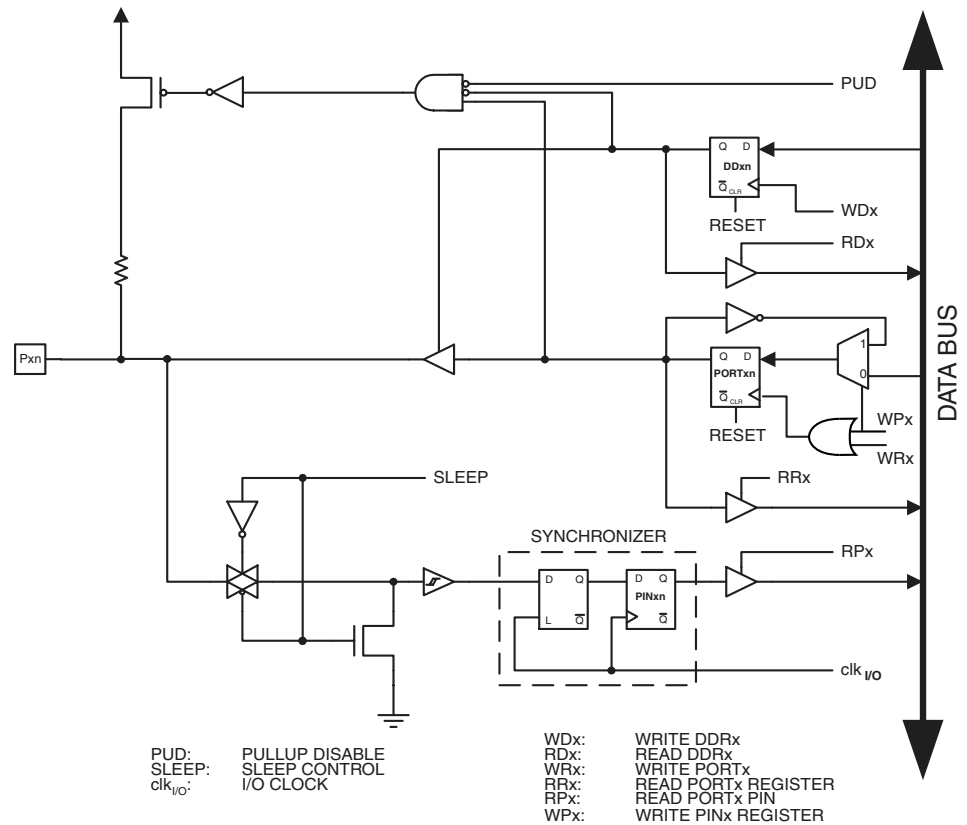 PUD
Q D
DDxn
Q̅ CLR
WDx
RESET
RDx
Pxn
1
Q D
PORTxn
0
Q̅ CLR
RESET
WPx
WRx
DATA BUS
SLEEP
RRx
SYNCHRONIZER
RPx
D Q
L Q̅
D Q
PINxn
Q̅
clk I/O
PUD: PULLUP DISABLE
SLEEP: SLEEP CONTROL
clkI/O: I/O CLOCK
WDx: WRITE DDRx
RDx: READ DDRx
WRx: WRITE PORTx
RRx: READ PORTx REGISTER
RPx: READ PORTx PIN
WPx: WRITE PINx REGISTER